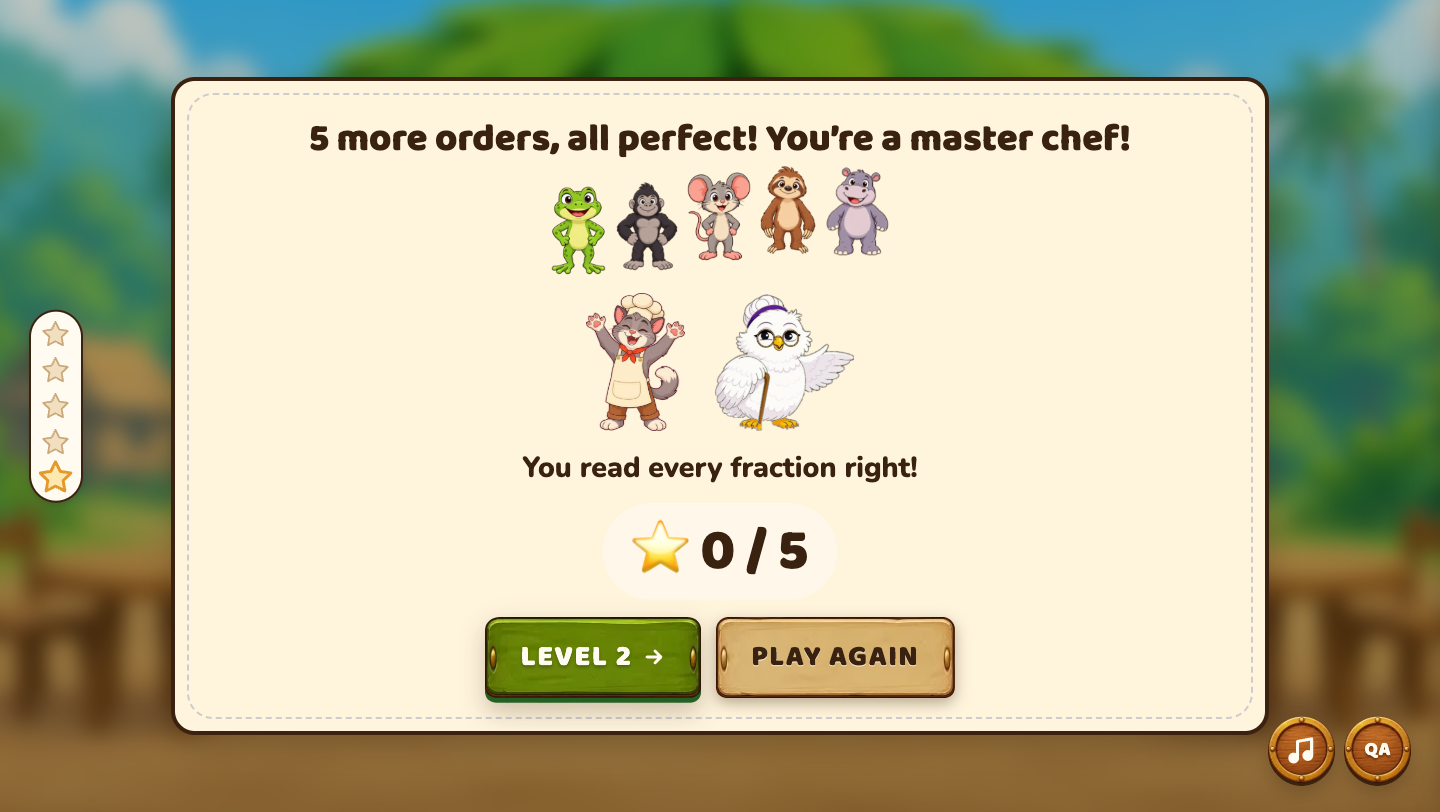 5 more orders, all perfect! You're a master chef!
You read every fraction right!
0 / 5
LEVEL 2 →
PLAY AGAIN
QA